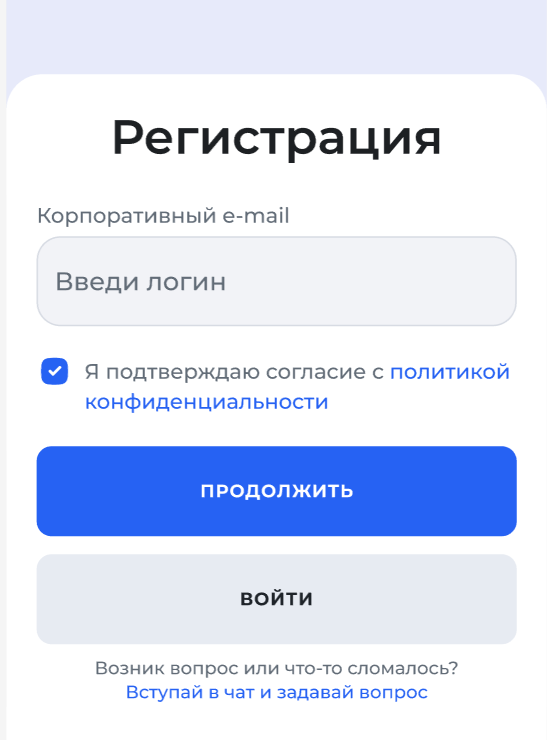 Регистрация
Корпоративный e-mail
Введи логин
Я подтверждаю согласие с политикой
конфиденциальности
ПРОДОЛЖИТЬ
ВОЙТИ
Возник вопрос или что-то сломалось?
Вступай в чат и задавай вопрос